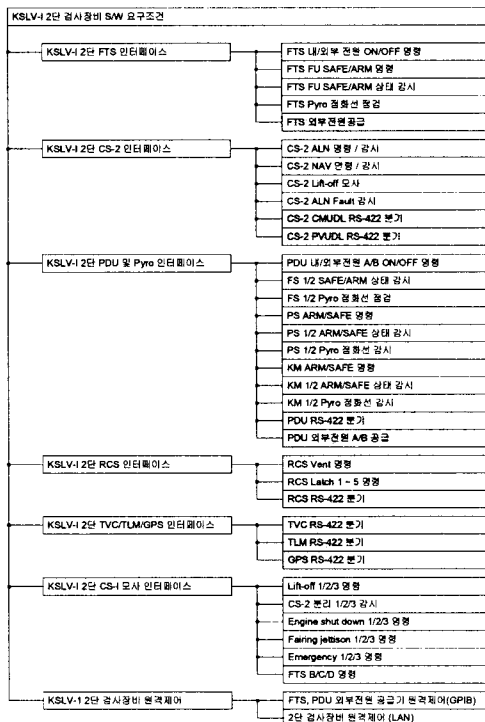 KSLV-I 2단 검사장비 S/W 요구조건
KSLV-I 2단 FTS 인터페이스
FTS 내/외부 전원 ON/OFF 명령
FTS FU SAFE/ARM 명령
FTS FU SAFE/ARM 상태 감시
FTS Pyro 점화선 점검
FTS 외부전원공급
KSLV-I 2단 CS-2 인터페이스
CS-2 ALN 명령 / 감시
CS-2 NAV 명령 / 감시
CS-2 Lift-off 모사
CS-2 ALN Fault 감시
CS-2 CMUDL RS-422 분기
CS-2 PVUDL RS-422 분기
KSLV-I 2단 PDU 및 Pyro 인터페이스
PDU 내/외부전원 A/B ON/OFF 명령
FS 1/2 SAFE/ARM 상태 감시
FS 1/2 Pyro 점화선 점검
PS ARM/SAFE 명령
PS 1/2 ARM/SAFE 상태 감시
PS 1/2 Pyro 점화선 감시
KM ARM/SAFE 명령
KM 1/2 ARM/SAFE 상태 감시
KM 1/2 Pyro 점화선 감시
PDU RS-422 분기
PDU 외부전원 A/B 공급
KSLV-I 2단 RCS 인터페이스
RCS Vent 명령
RCS Latch 1 ~ 5 명령
RCS RS-422 분기
KSLV-I 2단 TVC/TLM/GPS 인터페이스
TVC RS-422 분기
TLM RS-422 분기
GPS RS-422 분기
KSLV-I 2단 CS-I 모사 인터페이스
Lift-off 1/2/3 명령
CS-2 분리 1/2/3 감시
Engine shut down 1/2/3 명령
Fairing jettison 1/2/3 명령
Emergency 1/2/3 명령
FTS B/C/D 명령
KSLV-1 2단 검사장비 원격제어
FTS, PDU 외부전원 공급기 원격제어(GPIB)
2단 검사장비 원격제어 (LAN)